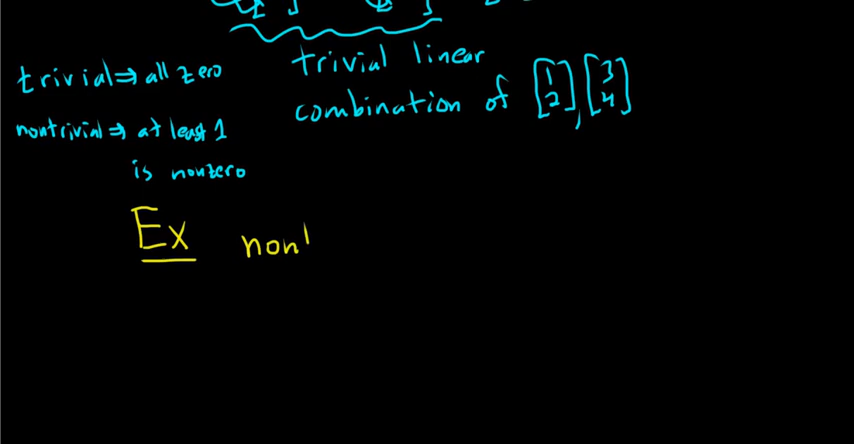 trivial linear
trivial ⇒ all zero
combination of [1 2], [3 4]
nontrivial ⇒ at least 1
is nonzero
Ex non